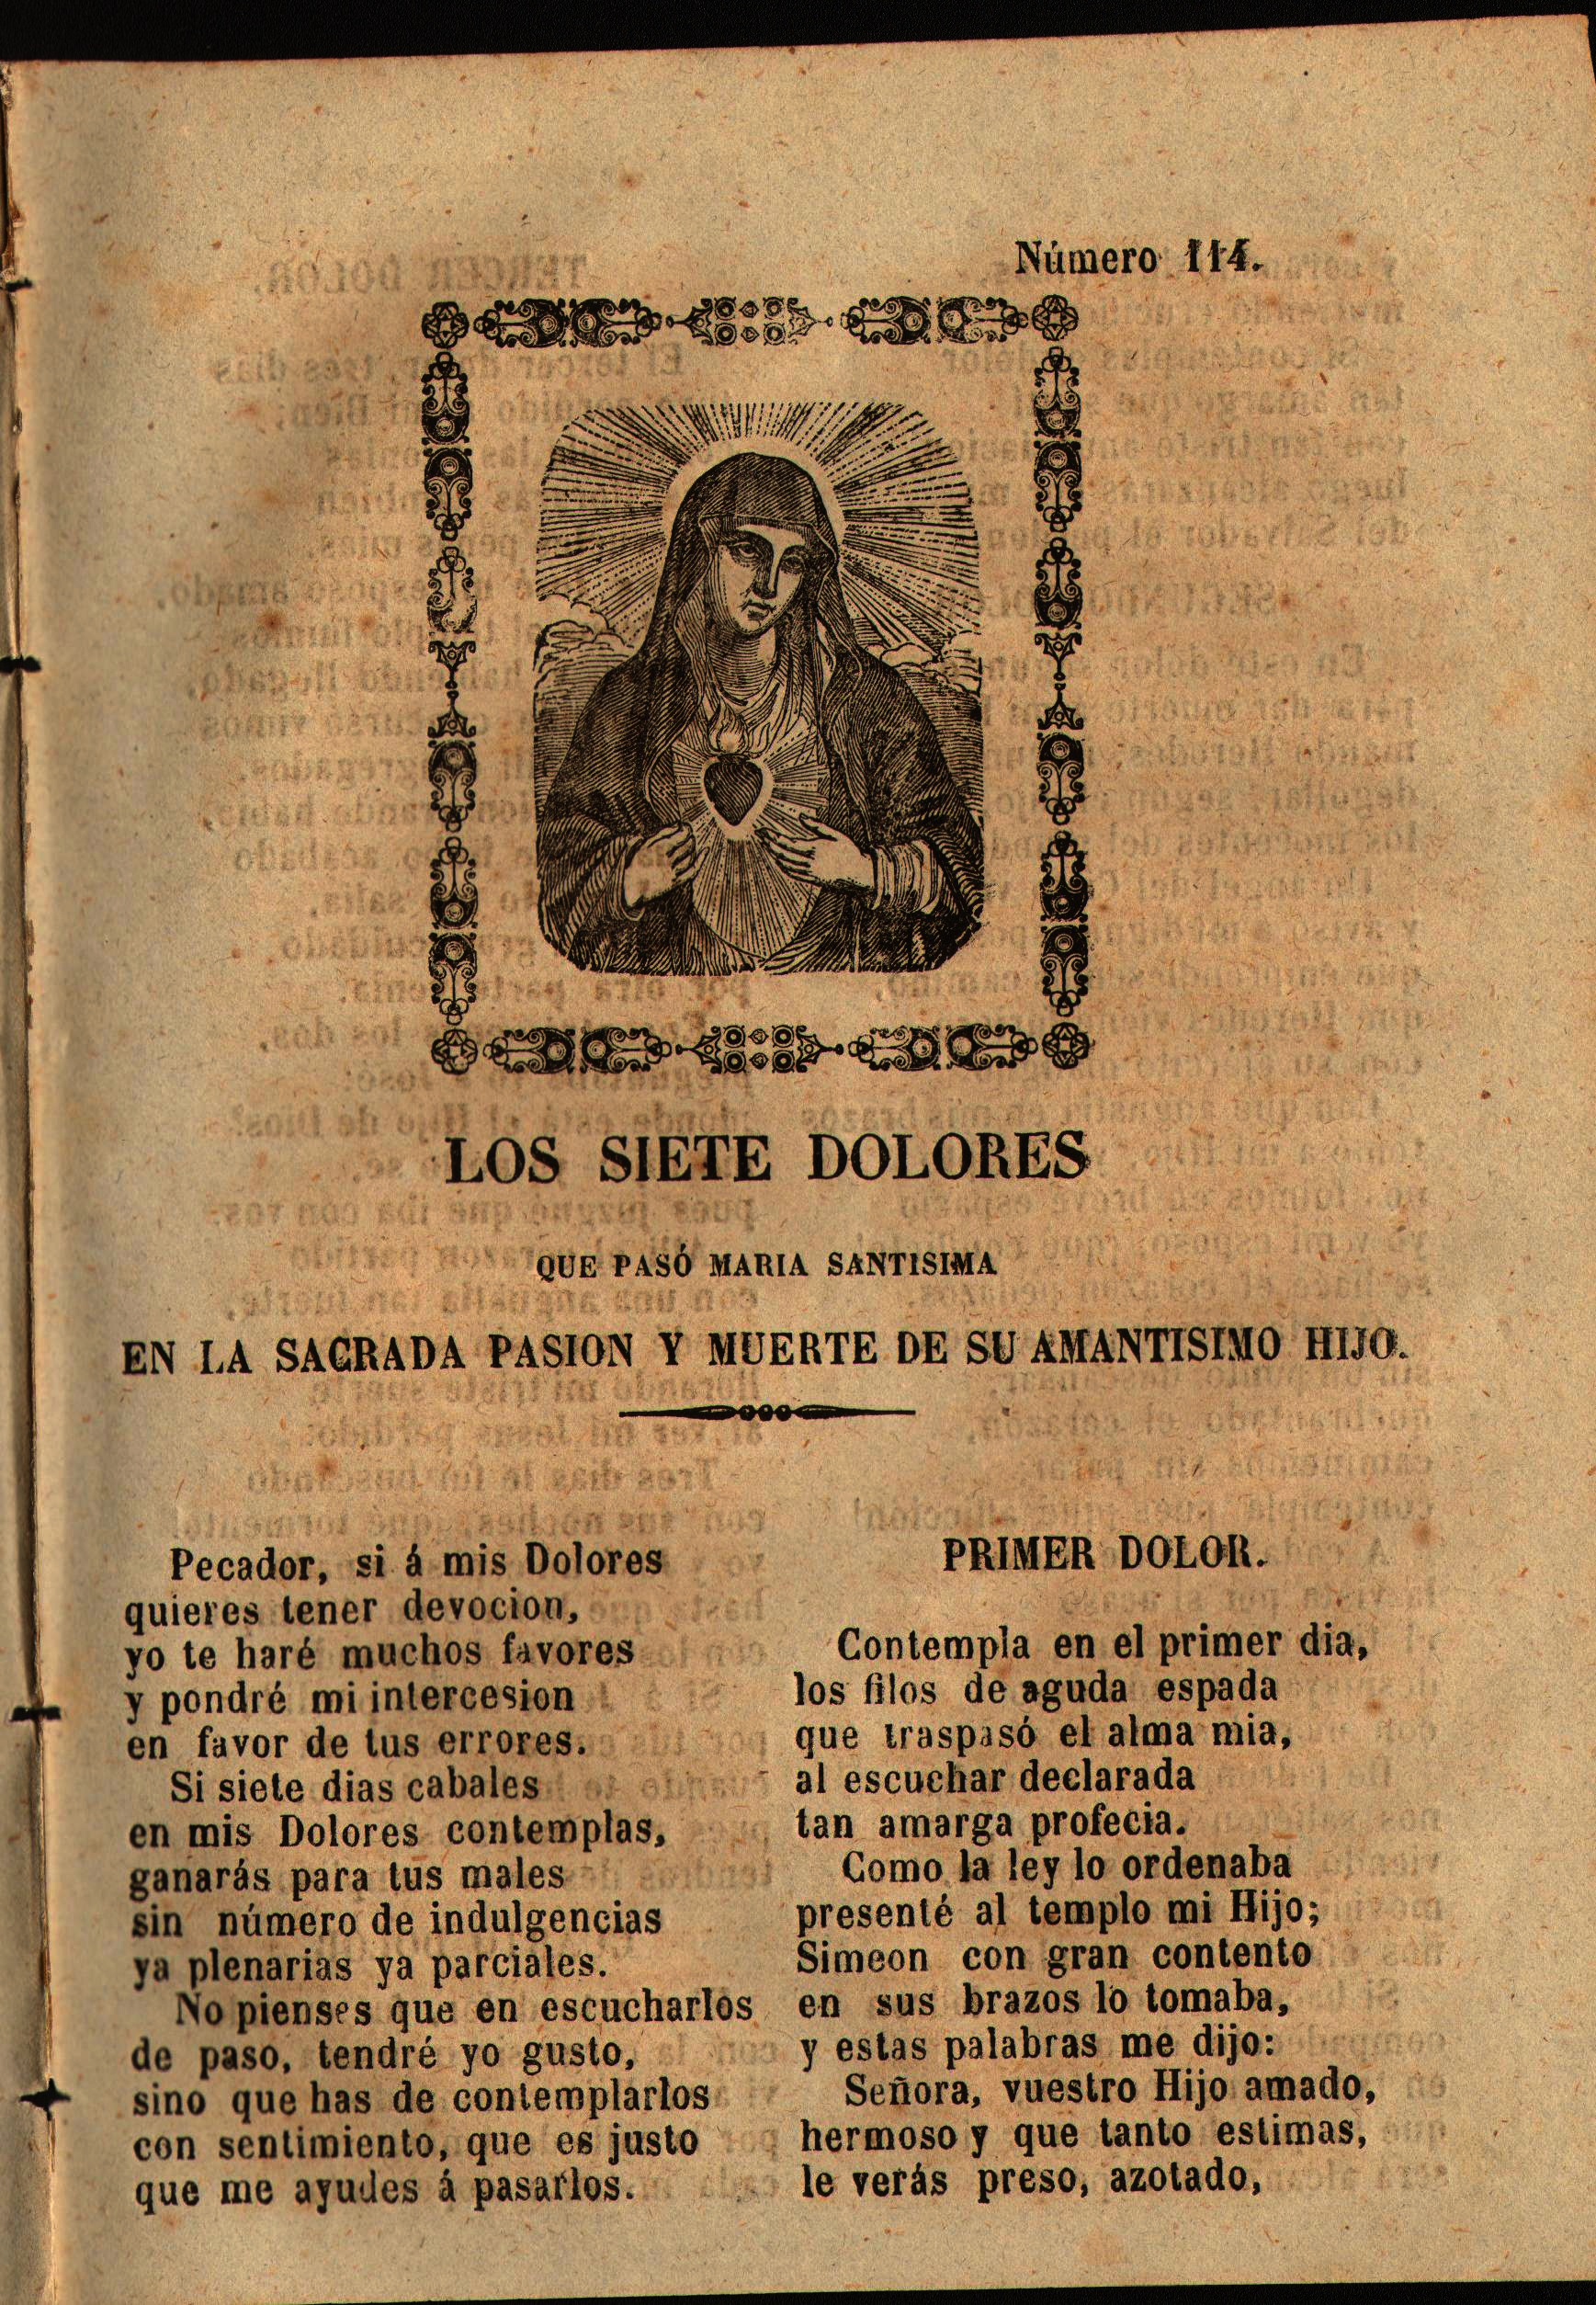 Número 114.
LOS SIETE DOLORES
QUE PASÓ MARIA SANTISIMA
EN LA SAGRADA PASION Y MUERTE DE SU AMANTISIMO HIJO.
Pecador, si á mis Dolores
quieres tener devocion,
yo te haré muchos favores
y pondré mi intercesion
en favor de tus errores.
Si siete dias cabales
en mis Dolores contemplas,
ganarás para tus males
sin número de indulgencias
ya plenarias ya parciales.
No pienses que en escucharlos
de paso, tendré yo gusto,
sino que has de contemplarlos
con sentimiento, que es justo
que me ayudes á pasarlos.
PRIMER DOLOR.
Contempla en el primer dia,
los filos de aguda espada
que traspasó el alma mia,
al escuchar declarada
tan amarga profecia.
Como la ley lo ordenaba
presenté al templo mi Hijo;
Simeon con gran contento
en sus brazos lo tomaba,
y estas palabras me dijo:
Señora, vuestro Hijo amado,
hermoso y que tanto estimas,
le verás preso, azotado,